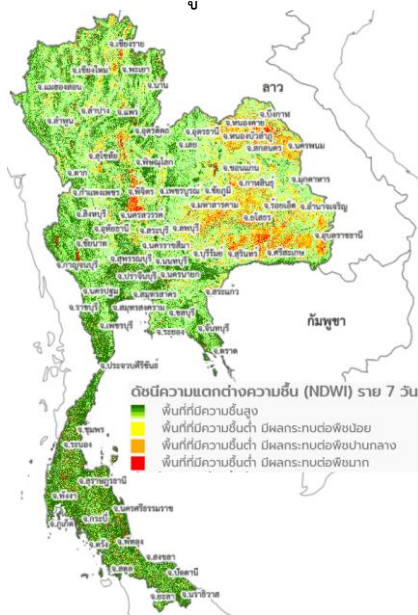 จ.เชียงราย
จ.เชียงใหม่
จ.พะเยา
จ.แม่ฮ่องสอน
จ.น่าน
ลาว
จ.ลำปาง
จ.แพร่
จ.ลำพูน
จ.อุตรดิตถ์
จ.อุดรธานี
จ.หนองคาย
จ.บึงกาฬ
จ.เลย
จ.หนองบัวลำภู
จ.นครพนม
จ.สกลนคร
จ.สุโขทัย
จ.พิษณุโลก
จ.ขอนแก่น
จ.มุกดาหาร
จ.ตาก
จ.กำแพงเพชร
จ.พิจิตร
จ.เพชรบูรณ์
จ.ชัยภูมิ
จ.กาฬสินธุ์
จ.มหาสารคาม
จ.ร้อยเอ็ด
จ.อำนาจเจริญ
จ.สิงห์บุรี
จ.นครสวรรค์
จ.ยโสธร
จ.อุทัยธานี
จ.สระบุรี
จ.ลพบุรี
จ.อุบลราชธานี
จ.ชัยนาท
จ.นครราชสีมา
จ.บุรีรัมย์
จ.สุรินทร์
จ.ศรีสะเกษ
จ.กาญจนบุรี
จ.สุพรรณบุรี
จ.นนทบุรี
จ.ปราจีนบุรี
จ.นครนายก
จ.นครปฐม
จ.สมุทรสาคร
จ.สระแก้ว
จ.ราชบุรี
จ.สมุทรสงคราม
จ.ชลบุรี
กัมพูชา
จ.เพชรบุรี
จ.ระยอง
จ.จันทบุรี
จ.ตราด
จ.ประจวบคีรีขันธ์
ดัชนีความแตกต่างความชื้น (NDWI) ราย 7 วัน
พื้นที่ที่มีความชื้นสูง
พื้นที่ที่มีความชื้นต่ำ มีผลกระทบต่อพืชน้อย
พื้นที่ที่มีความชื้นต่ำ มีผลกระทบต่อพืชปานกลาง
พื้นที่ที่มีความชื้นต่ำ มีผลกระทบต่อพืชมาก
จ.ชุมพร
จ.ระนอง
จ.สุราษฎร์ธานี
จ.พังงา
จ.นครศรีธรรมราช
จ.ภูเก็ต
จ.กระบี่
จ.ตรัง
จ.พัทลุง
จ.สงขลา
จ.สตูล
จ.ปัตตานี
จ.ยะลา
จ.นราธิวาส